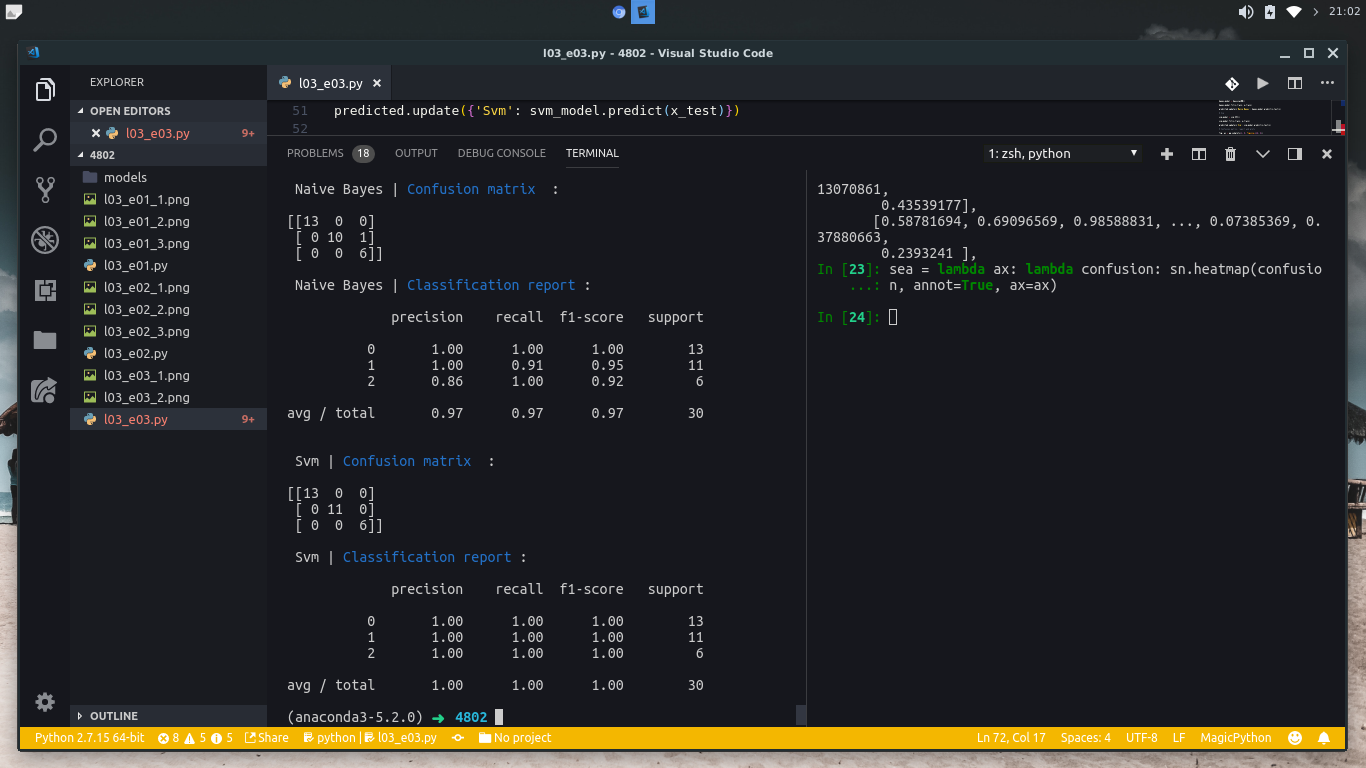 21:02
l03_e03.py - 4802 - Visual Studio Code
EXPLORER
OPEN EDITORS
l03_e03.py 9+
4802
models
l03_e01_1.png
l03_e01_2.png
l03_e01_3.png
l03_e01.py
l03_e02_1.png
l03_e02_2.png
l03_e02_3.png
l03_e02.py
l03_e03_1.png
l03_e03_2.png
l03_e03.py 9+
OUTLINE
l03_e03.py
51 predicted.update({'Svm': svm_model.predict(x_test)})
52
PROBLEMS 18 OUTPUT DEBUG CONSOLE TERMINAL 1: zsh, python
Naive Bayes | Confusion matrix :
[[13 0 0]
[ 0 10 1]
[ 0 0 6]]
Naive Bayes | Classification report :
precision recall f1-score support
0 1.00 1.00 1.00 13
1 1.00 0.91 0.95 11
2 0.86 1.00 0.92 6
avg / total 0.97 0.97 0.97 30
Svm | Confusion matrix :
[[13 0 0]
[ 0 11 0]
[ 0 0 6]]
Svm | Classification report :
precision recall f1-score support
0 1.00 1.00 1.00 13
1 1.00 1.00 1.00 11
2 1.00 1.00 1.00 6
avg / total 1.00 1.00 1.00 30
(anaconda3-5.2.0) ➜ 4802
13070861,
0.43539177],
[0.58781694, 0.69096569, 0.98588831, ..., 0.07385369, 0.
37880663,
0.2393241 ],
In [23]: sea = lambda ax: lambda confusion: sn.heatmap(confusio
...: n, annot=True, ax=ax)
In [24]:
Python 2.7.15 64-bit 8 5 5 Share python | l03_e03.py No project Ln 72, Col 17 Spaces: 4 UTF-8 LF MagicPython